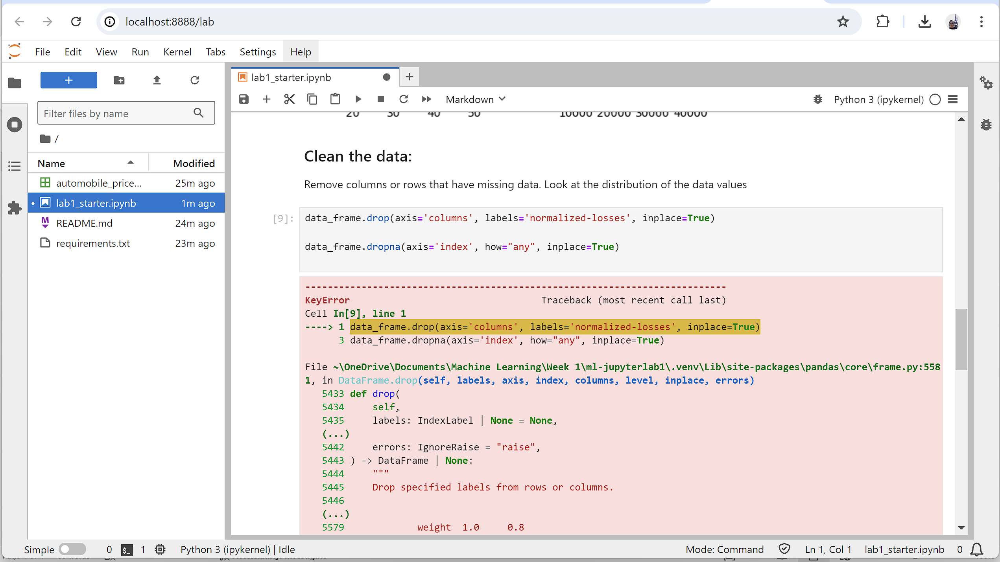 localhost:8888/lab
File Edit View Run Kernel Tabs Settings Help
lab1_starter.ipynb
Filter files by name
/
Name Modified
automobile_price... 25m ago
lab1_starter.ipynb 1m ago
README.md 24m ago
requirements.txt 23m ago
Markdown
Python 3 (ipykernel)
20 30 40 50 10000 20000 30000 40000
Clean the data:
Remove columns or rows that have missing data. Look at the distribution of the data values
[9]: data_frame.drop(axis='columns', labels='normalized-losses', inplace=True)
data_frame.dropna(axis='index', how="any", inplace=True)
---------------------------------------------------------------------------
KeyError Traceback (most recent call last)
Cell In[9], line 1
----> 1 data_frame.drop(axis='columns', labels='normalized-losses', inplace=True)
3 data_frame.dropna(axis='index', how="any", inplace=True)
File ~\OneDrive\Documents\Machine Learning\Week 1\ml-jupyterlab1\.venv\Lib\site-packages\pandas\core\frame.py:558
1, in DataFrame.drop(self, labels, axis, index, columns, level, inplace, errors)
5433 def drop(
5434 self,
5435 labels: IndexLabel | None = None,
(...)
5442 errors: IgnoreRaise = "raise",
5443 ) -> DataFrame | None:
5444 """
5445 Drop specified labels from rows or columns.
5446
(...)
5579 weight 1.0 0.8
Simple 0 $_ 1 Python 3 (ipykernel) | Idle Mode: Command Ln 1, Col 1 lab1_starter.ipynb 0